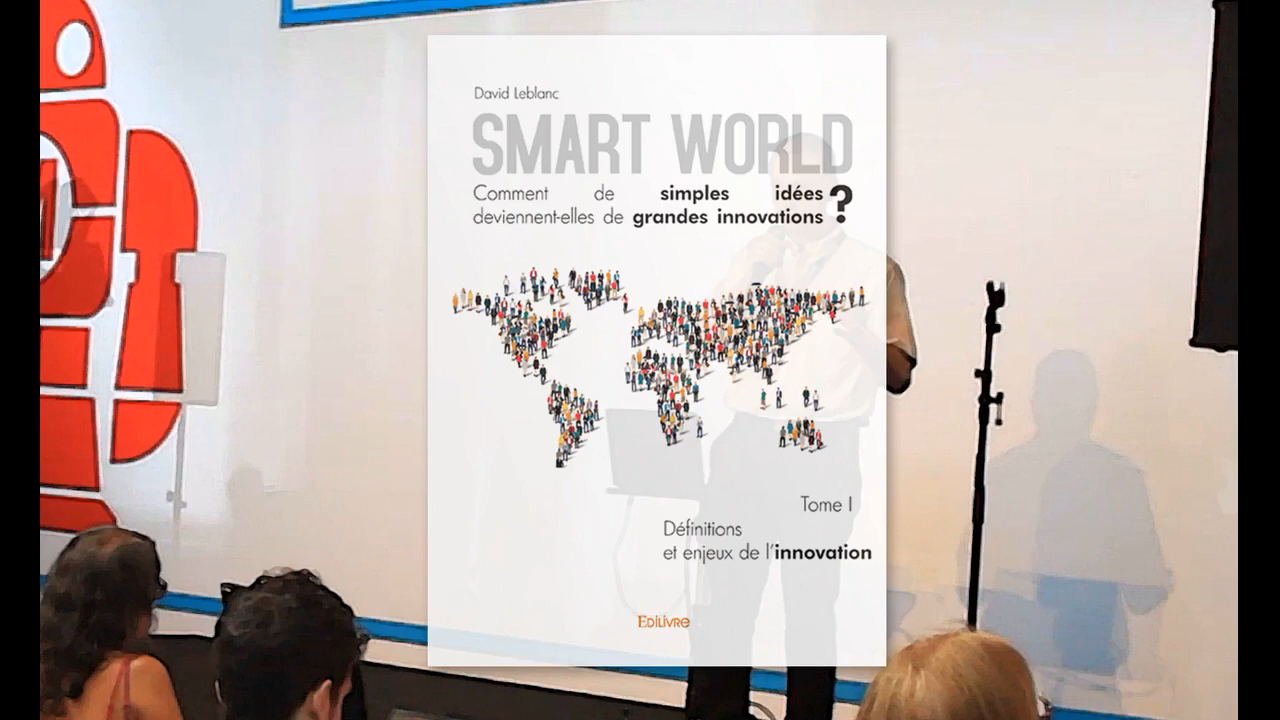 David Leblanc
SMART WORLD
Comment de simples idées
deviennent-elles de grandes innovations ?
Tome I
Définitions
et enjeux de l'innovation
EDILIVRE